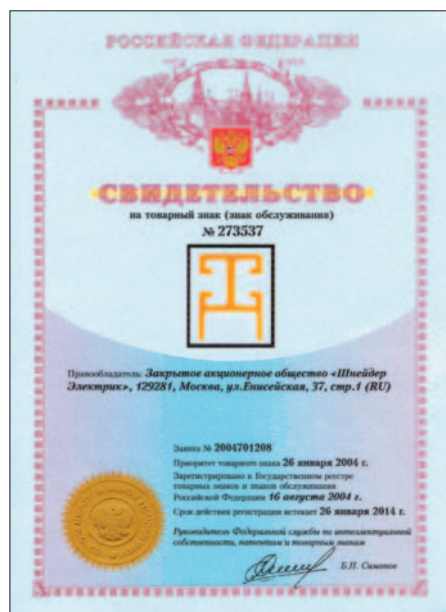 РОССИЙСКАЯ ФЕДЕРАЦИЯ
СВИДЕТЕЛЬСТВО
на товарный знак (знак обслуживания)
№ 273537
Правообладатель: Закрытое акционерное общество «Шнейдер
Электрик», 129281, Москва, ул.Енисейская, 37, стр.1 (RU)
Заявка № 2004701208
Приоритет товарного знака 26 января 2004 г.
Зарегистрировано в Государственном реестре
товарных знаков и знаков обслуживания
Российской Федерации 16 августа 2004 г.
Срок действия регистрации истекает 26 января 2014 г.
Руководитель Федеральной службы по интеллектуальной
собственности, патентам и товарным знакам
Б.П. Симонов